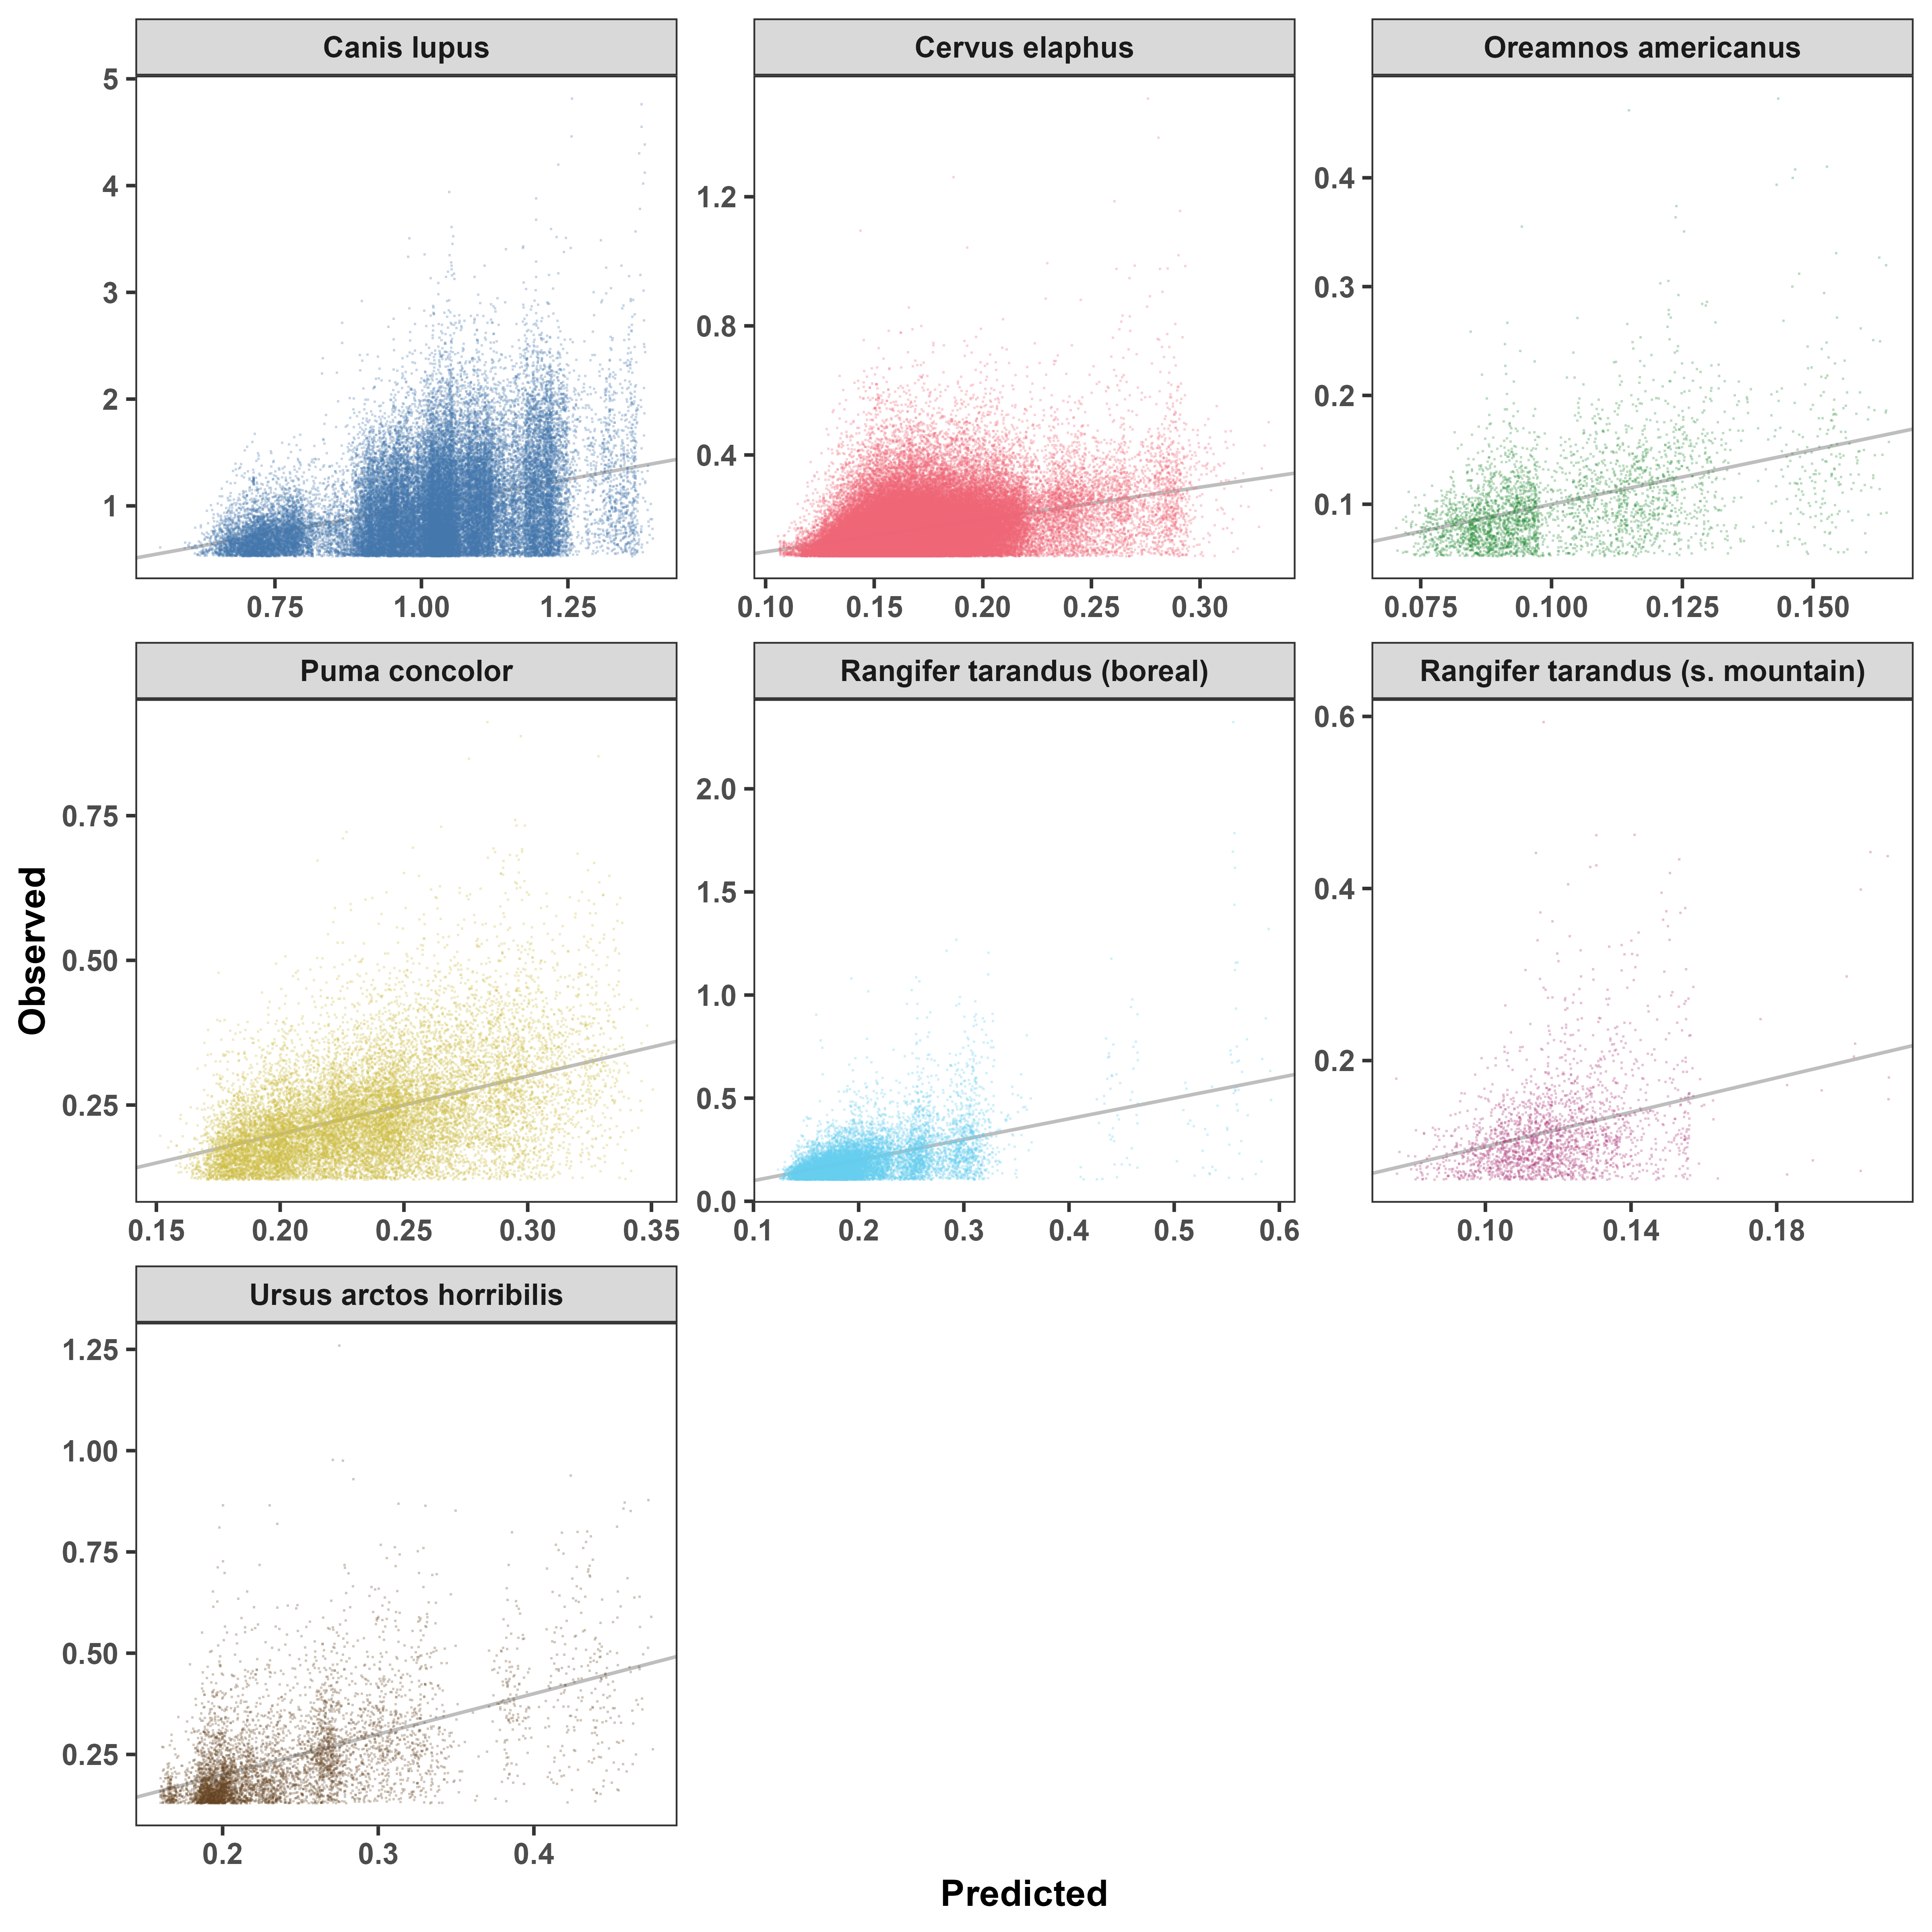 Canis lupus
5
4
3
2
1
0.75 1.00 1.25
Cervus elaphus
1.2
0.8
0.4
0.10 0.15 0.20 0.25 0.30
Oreamnos americanus
0.4
0.3
0.2
0.1
0.075 0.100 0.125 0.150
Puma concolor
0.75
0.50
0.25
0.15 0.20 0.25 0.30 0.35
Rangifer tarandus (boreal)
2.0
1.5
1.0
0.5
0.0
0.1 0.2 0.3 0.4 0.5 0.6
Rangifer tarandus (s. mountain)
0.6
0.4
0.2
0.10 0.14 0.18
Ursus arctos horribilis
1.25
1.00
0.75
0.50
0.25
0.2 0.3 0.4
Observed
Predicted